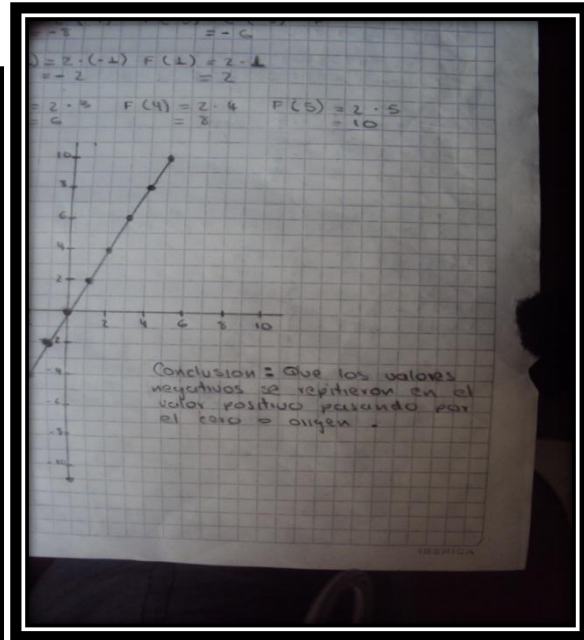 = -8 = -6
) = 2 · (-1) F (1) = 2 · 1
= -2 = 2
= 2 · 3 F (4) = 2 · 4 F (5) = 2 · 5
= 6 = 8 = 10
10
8
6
4
2
2 4 6 8 10
-2
-4
-6
-8
-10
Conclusion : Que los valores
negativos se repitieron en el
valor positivo pasando por
el cero o origen .
IBERICA